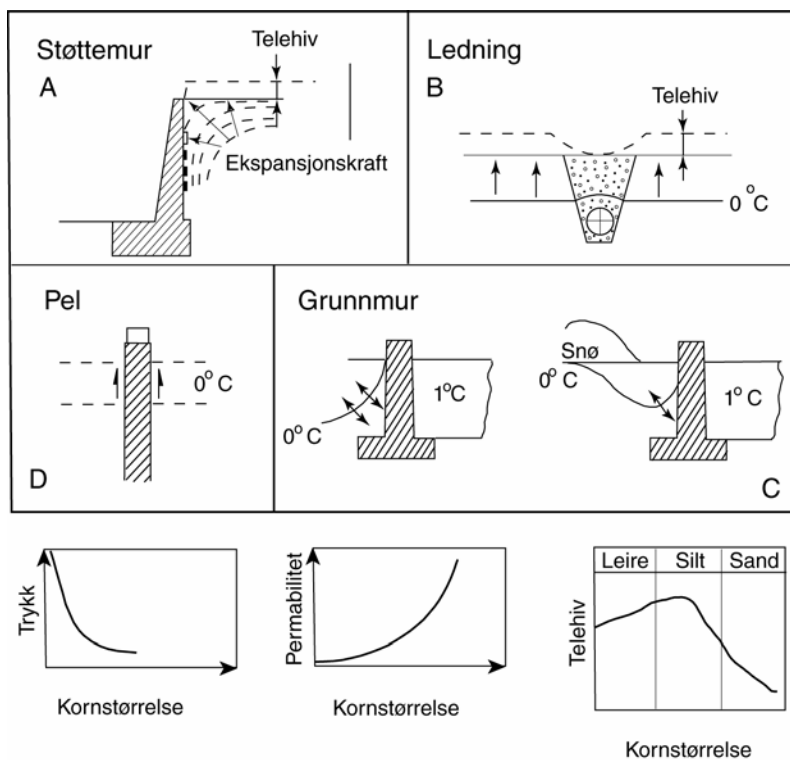 Støttemur
A
Telehiv
Ekspansjonskraft
Ledning
B
Telehiv
0° C
Pel
0° C
D
Grunnmur
1°C
0° C
Snø
0° C
1° C
C
Trykk
Kornstørrelse
Permabilitet
Kornstørrelse
Leire Silt Sand
Telehiv
Kornstørrelse